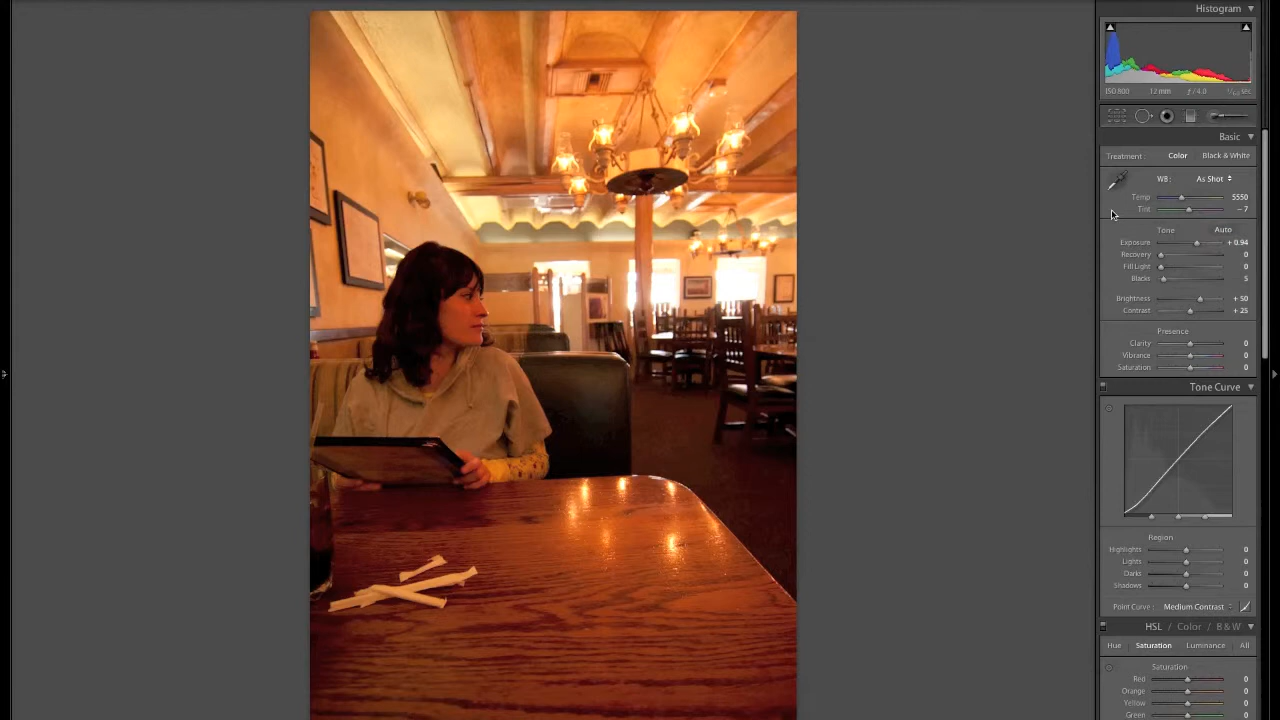 Histogram
ISO 800 12 mm ƒ / 4.0
Basic
Treatment : Color Black & White
WB : As Shot
Temp 5550
Tint – 7
Tone Auto
Exposure + 0.94
Recovery 0
Fill Light 0
Blacks 5
Brightness + 50
Contrast + 25
Presence
Clarity 0
Vibrance 0
Saturation 0
Tone Curve
Region
Highlights 0
Lights 0
Darks 0
Shadows 0
Point Curve : Medium Contrast
HSL / Color / B & W
Hue Saturation Luminance All
Saturation
Red 0
Orange 0
Yellow 0
Green 0